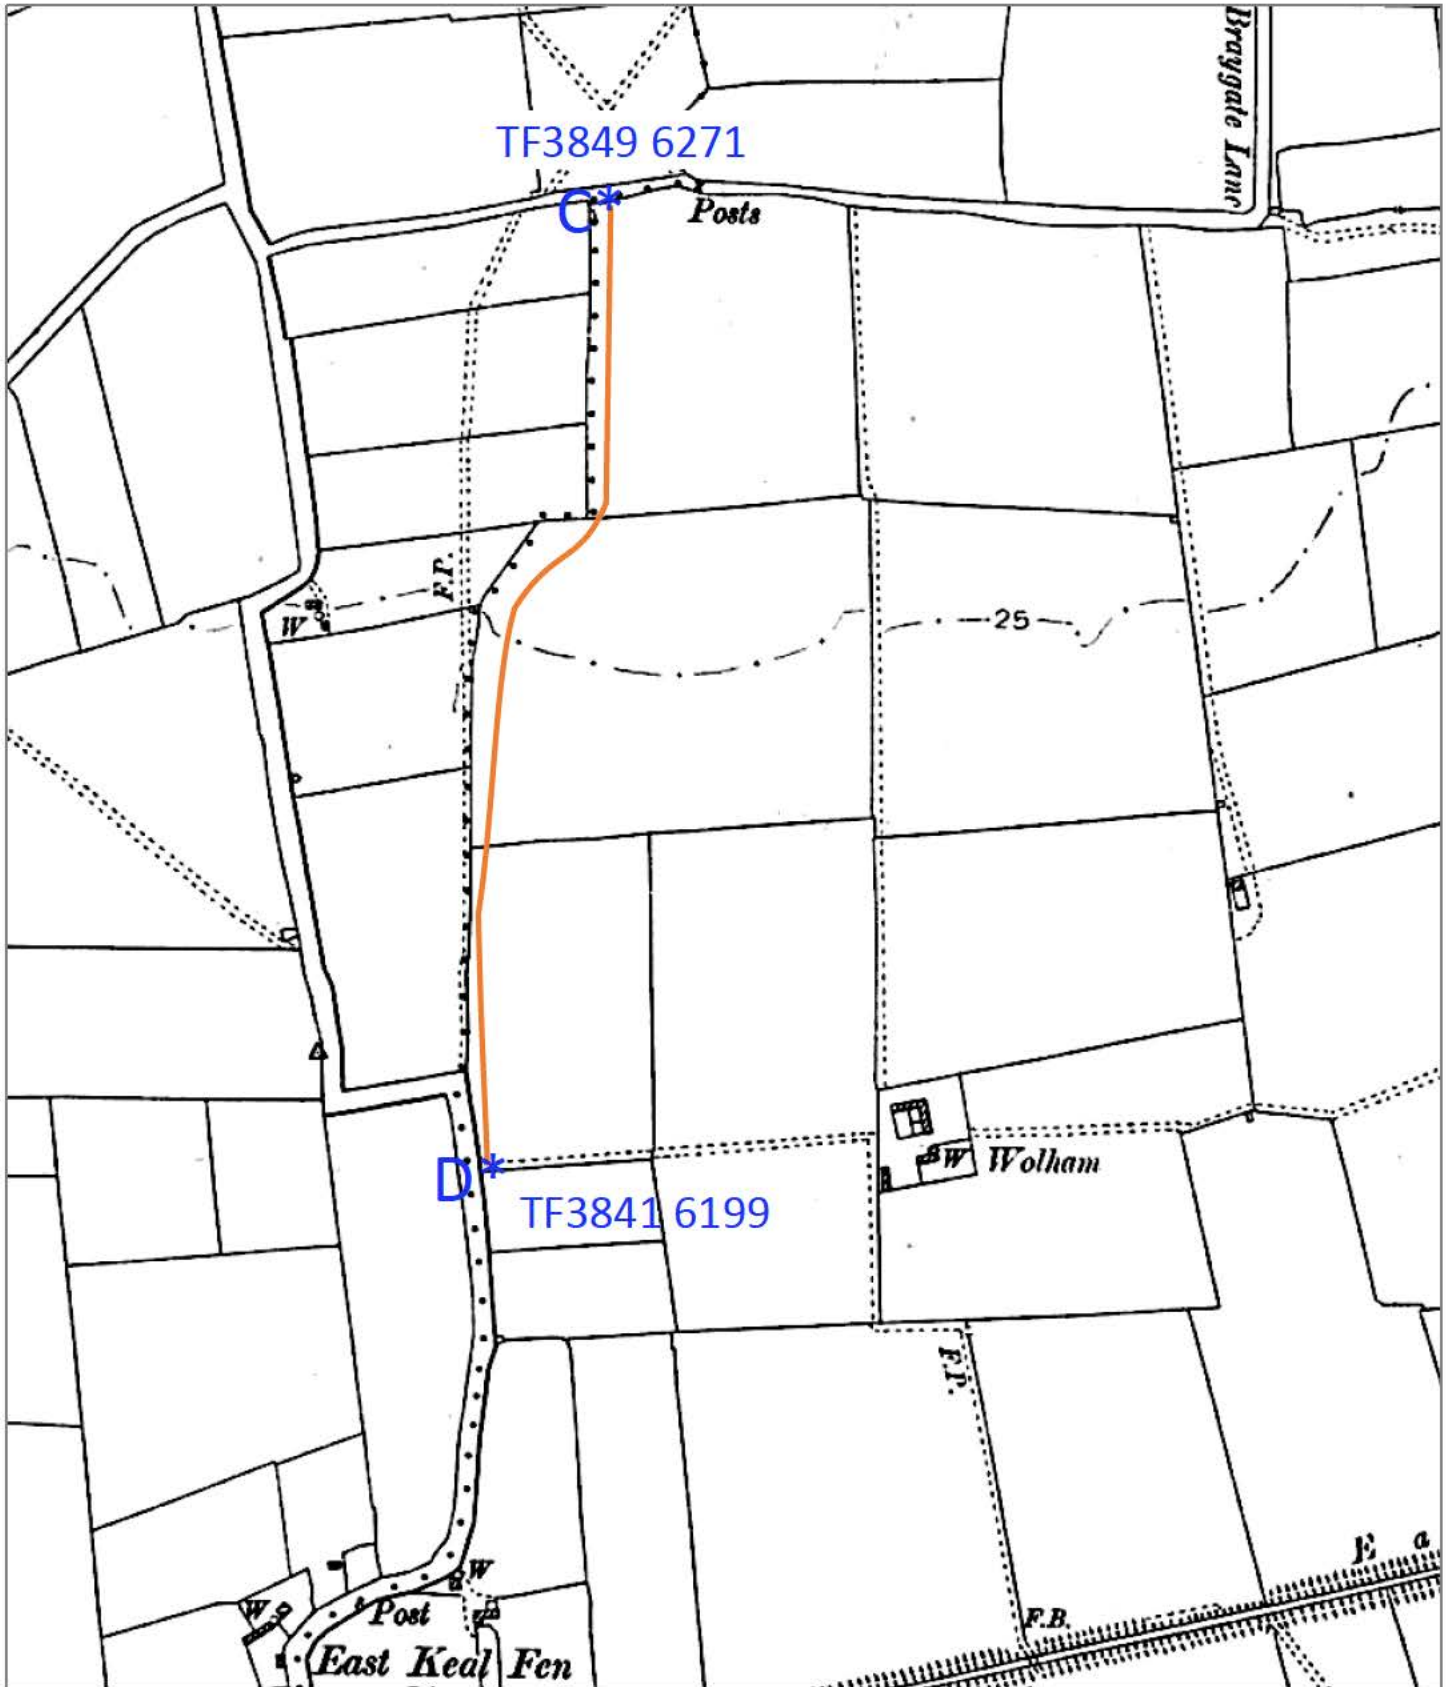 Braygate Lane
TF3849 6271
C*
Posts
F.P.
W
25
D*
W Wolham
TF3841 6199
F.P.
W
W
Post
F.B.
E a
East Keal Fen